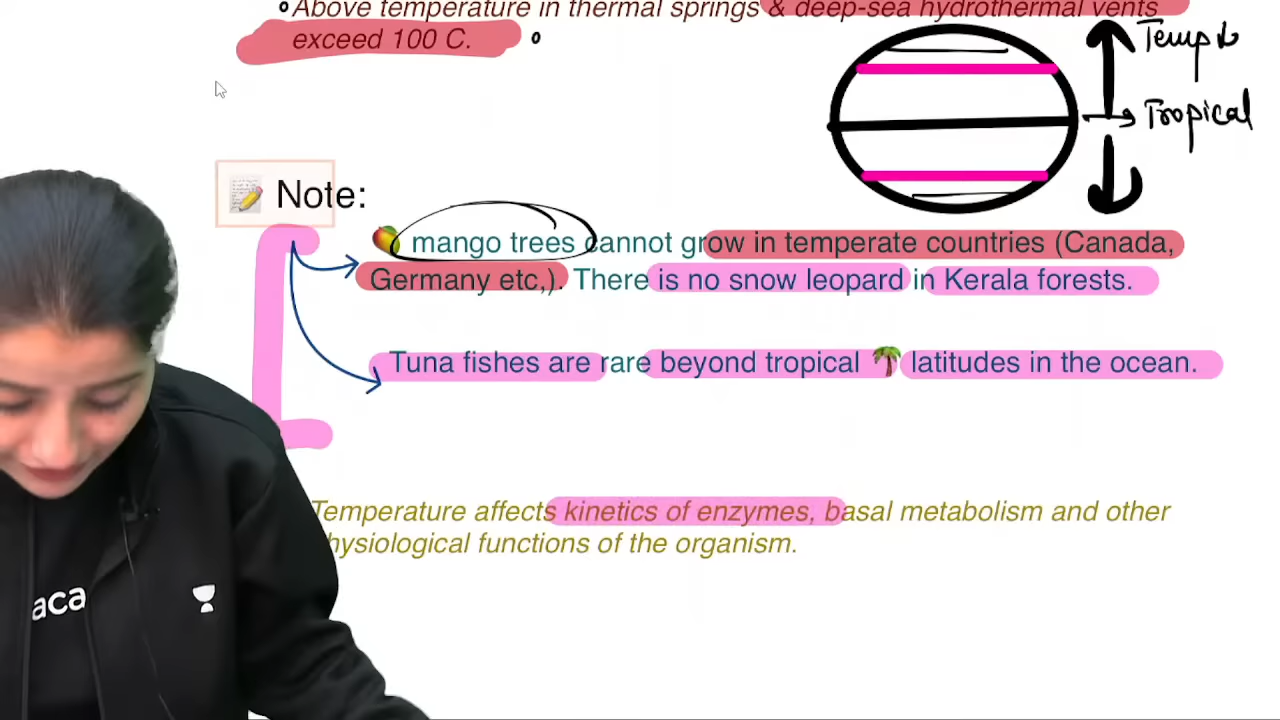 Above temperature in thermal springs & deep-sea hydrothermal vents
exceed 100 C.
Temp ↓
Tropical
Note:
mango trees cannot grow in temperate countries (Canada,
Germany etc,). There is no snow leopard in Kerala forests.
Tuna fishes are rare beyond tropical 🌴 latitudes in the ocean.
Temperature affects kinetics of enzymes, basal metabolism and other
physiological functions of the organism.
aca